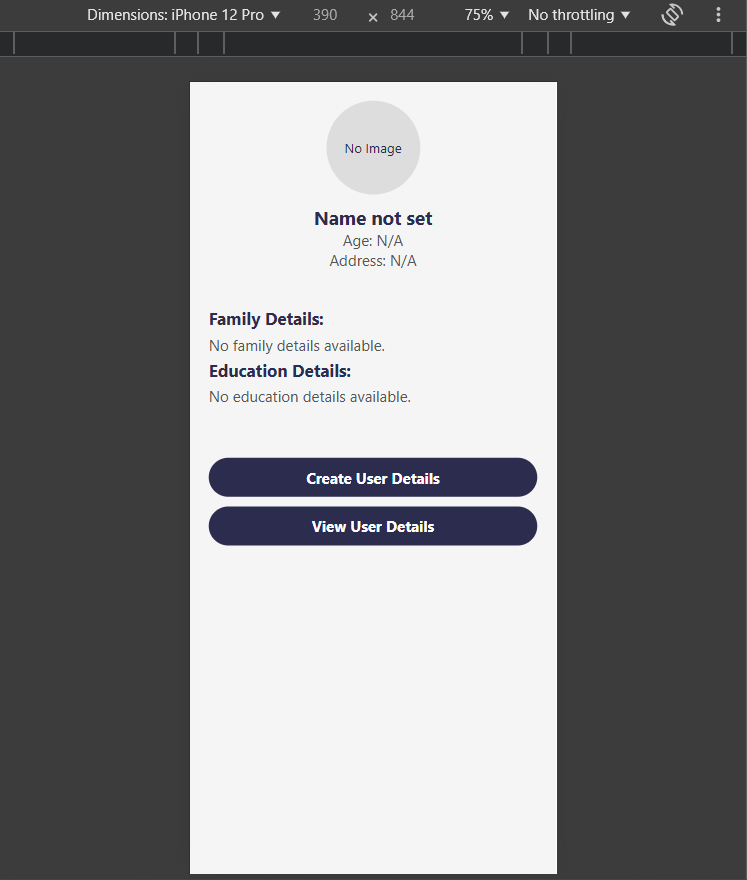 Dimensions: iPhone 12 Pro ▼ 390 × 844 75% ▼ No throttling ▼
No Image
Name not set
Age: N/A
Address: N/A
Family Details:
No family details available.
Education Details:
No education details available.
Create User Details
View User Details